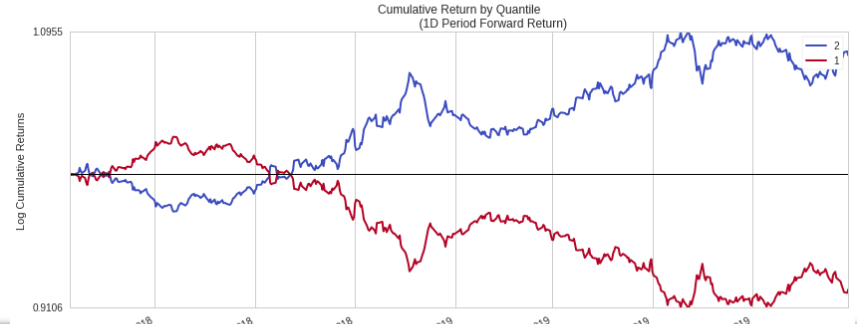 Cumulative Return by Quantile
(1D Period Forward Return)
1.0955
2
1
Log Cumulative Returns
0.9106